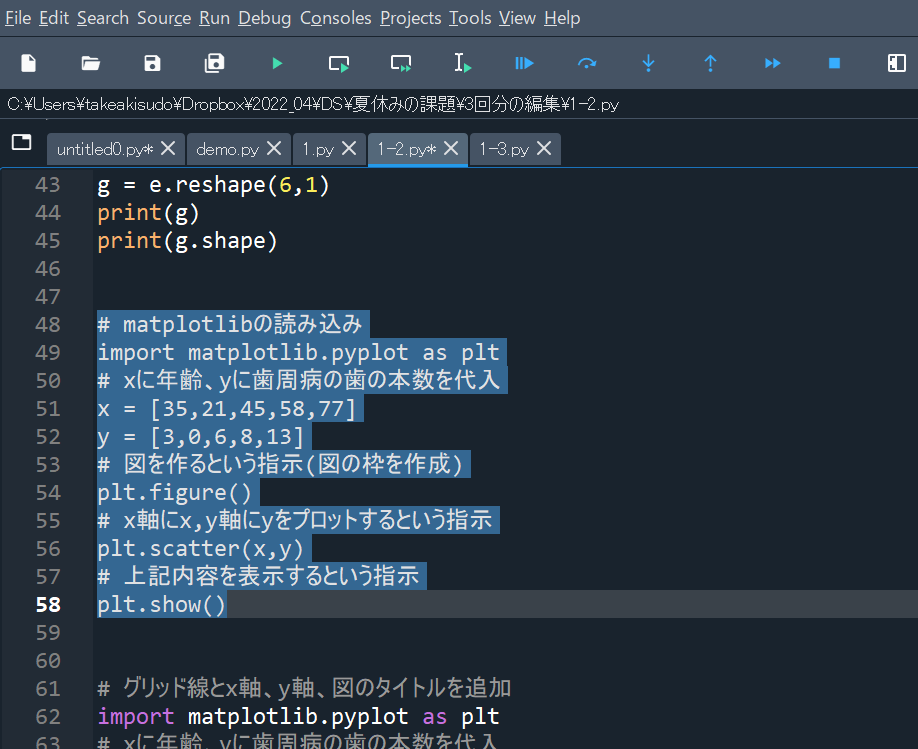 File Edit Search Source Run Debug Consoles Projects Tools View Help
C:¥Users¥takeakisudo¥Dropbox¥2022_04¥DS¥夏休みの課題¥3回分の編集¥1-2.py
untitled0.py* demo.py 1.py 1-2.py* 1-3.py
43 g = e.reshape(6,1)
44 print(g)
45 print(g.shape)
46
47
48 # matplotlibの読み込み
49 import matplotlib.pyplot as plt
50 # xに年齢、yに歯周病の歯の本数を代入
51 x = [35,21,45,58,77]
52 y = [3,0,6,8,13]
53 # 図を作るという指示(図の枠を作成)
54 plt.figure()
55 # x軸にx,y軸にyをプロットするという指示
56 plt.scatter(x,y)
57 # 上記内容を表示するという指示
58 plt.show()
59
60
61 # グリッド線とx軸、y軸、図のタイトルを追加
62 import matplotlib.pyplot as plt
63 # xに年齢、yに歯周病の歯の本数を代入